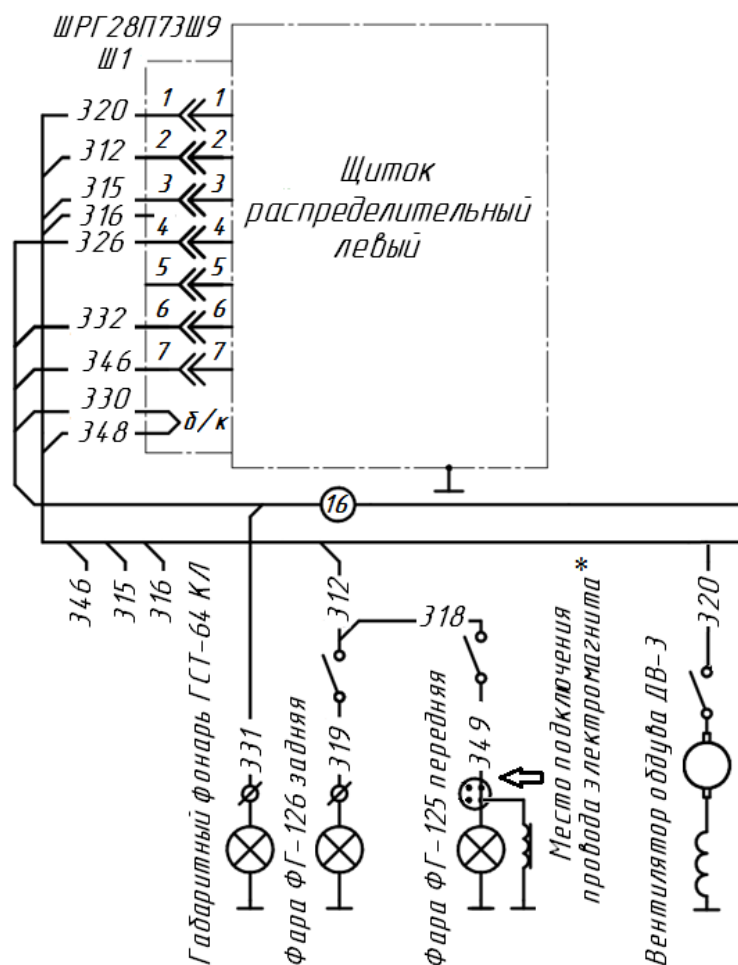 ШРГ28П73Ш9
Ш1
320 1 1
312 2 2
315 3 3
316
326 4 4
5 5
332 6 6
346 7 7
330
б/к
348
Щиток
распределительный
левый
16
346
315
316
312
318
320
331
319
349
Габаритный фонарь ГСТ-64 КЛ
Фара ФГ-126 задняя
Фара ФГ-125 передняя
Место подключения
провода электромагнита*
Вентилятор обдува ДВ-3